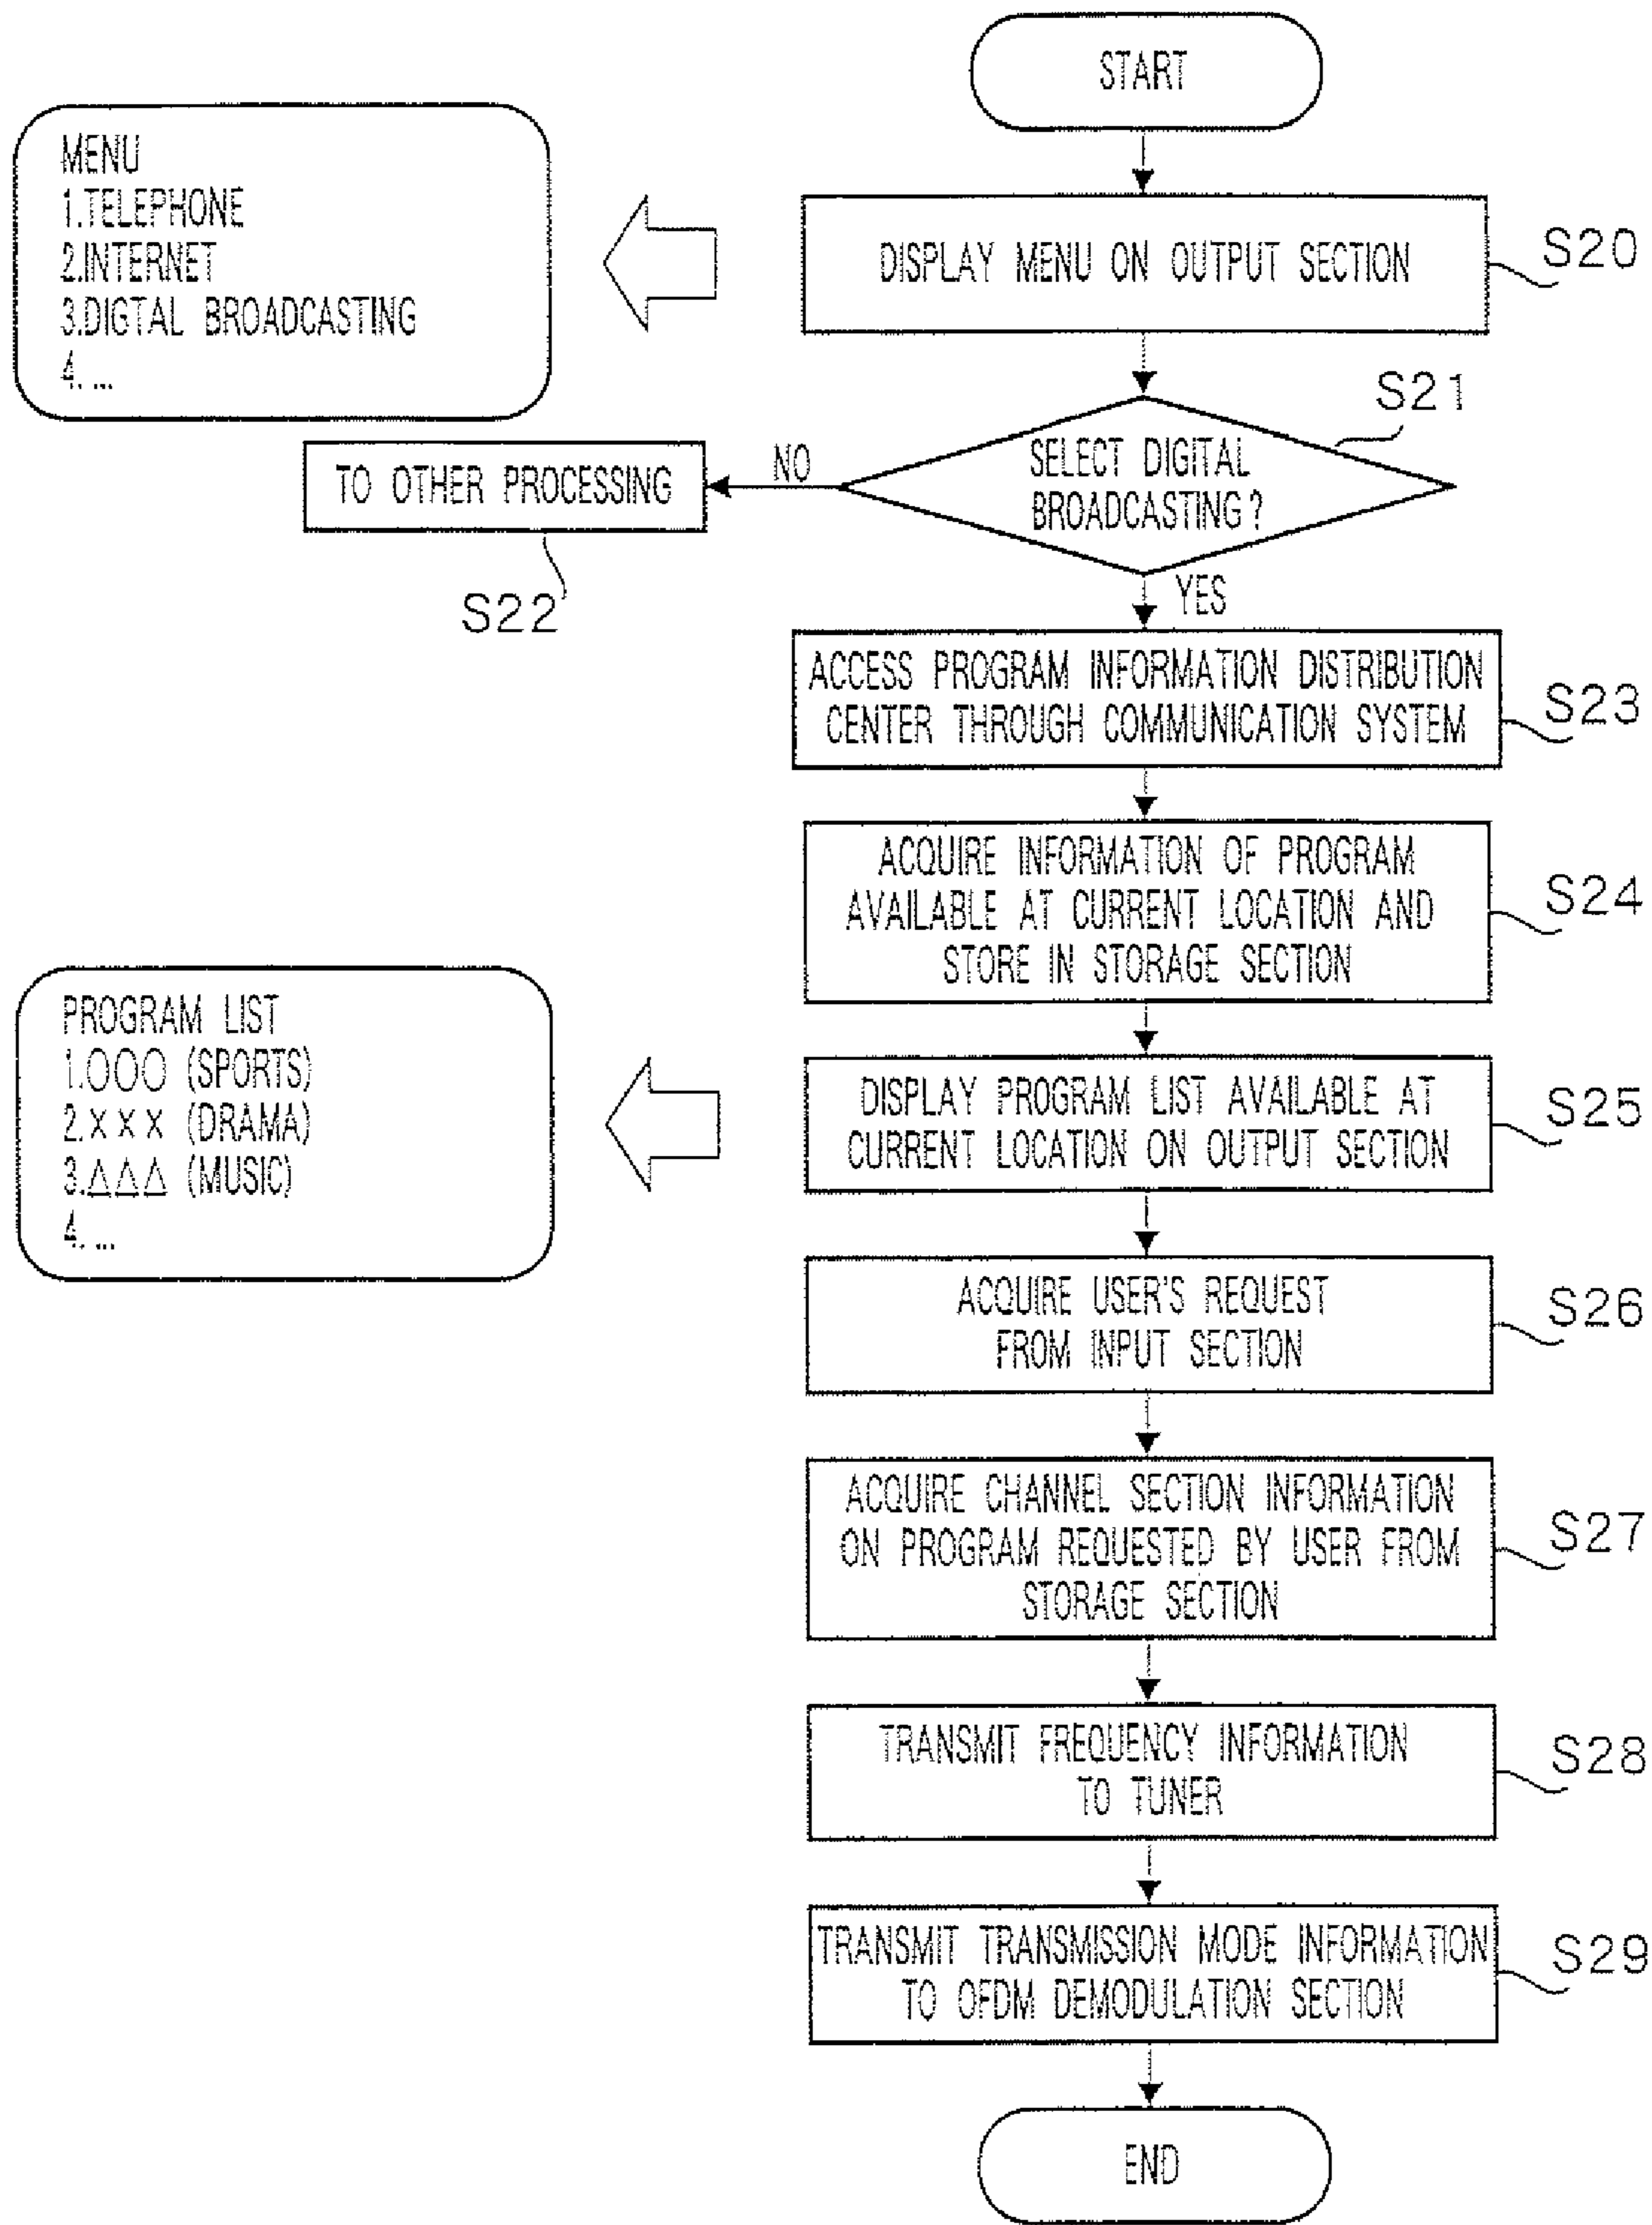 START
MENU
1.TELEPHONE
2.INTERNET
3.DIGTAL BROADCASTING
4. ...
DISPLAY MENU ON OUTPUT SECTION
S20
S21
SELECT DIGITAL
BROADCASTING?
NO
TO OTHER PROCESSING
S22
YES
ACCESS PROGRAM INFORMATION DISTRIBUTION
CENTER THROUGH COMMUNICATION SYSTEM
S23
ACQUIRE INFORMATION OF PROGRAM
AVAILABLE AT CURRENT LOCATION AND
STORE IN STORAGE SECTION
S24
PROGRAM LIST
1.○○○ (SPORTS)
2.××× (DRAMA)
3.△△△ (MUSIC)
4. ...
DISPLAY PROGRAM LIST AVAILABLE AT
CURRENT LOCATION ON OUTPUT SECTION
S25
ACQUIRE USER'S REQUEST
FROM INPUT SECTION
S26
ACQUIRE CHANNEL SECTION INFORMATION
ON PROGRAM REQUESTED BY USER FROM
STORAGE SECTION
S27
TRANSMIT FREQUENCY INFORMATION
TO TUNER
S28
TRANSMIT TRANSMISSION MODE INFORMATION
TO OFDM DEMODULATION SECTION
S29
END